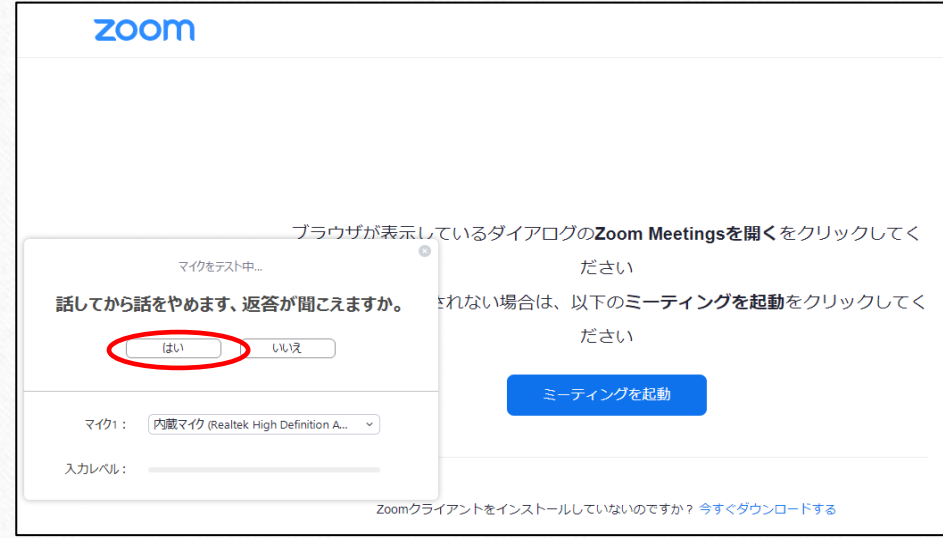 zoom
ブラウザが表示しているダイアログのZoom Meetingsを開くをクリックしてく
ださい
されない場合は、以下のミーティングを起動をクリックしてく
ださい
ミーティングを起動
Zoomクライアントをインストールしていないのですか? 今すぐダウンロードする
マイクをテスト中...
話してから話をやめます、返答が聞こえますか。
はい
いいえ
マイク1:
内蔵マイク (Realtek High Definition A...
入力レベル: